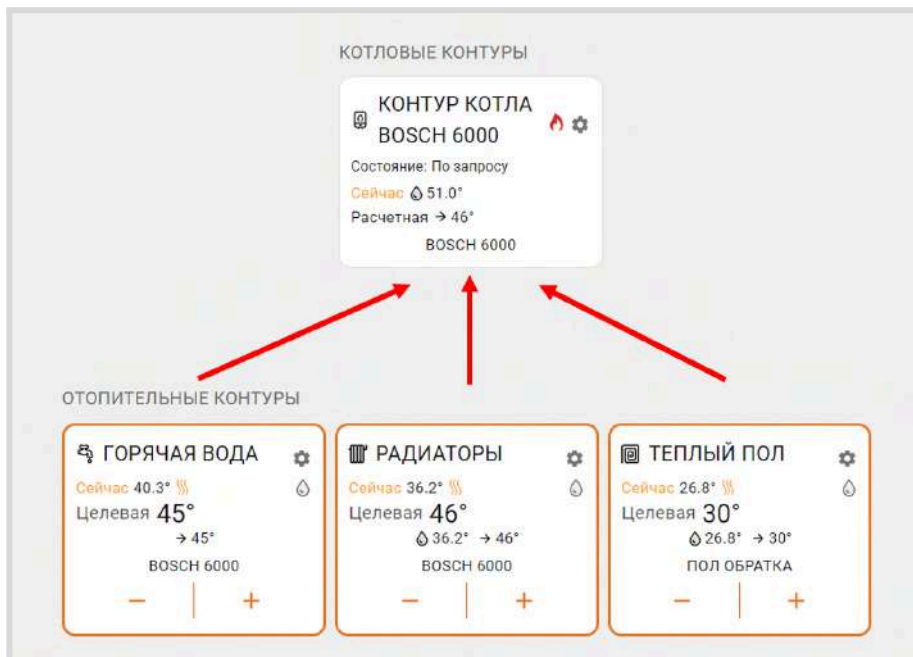 КОТЛОВЫЕ КОНТУРЫ
КОНТУР КОТЛА
BOSCH 6000
Состояние: По запросу
Сейчас 51.0°
Расчетная → 46°
BOSCH 6000
ОТОПИТЕЛЬНЫЕ КОНТУРЫ
ГОРЯЧАЯ ВОДА
Сейчас 40.3°
Целевая 45°
→ 45°
BOSCH 6000
− +
РАДИАТОРЫ
Сейчас 36.2°
Целевая 46°
36.2° → 46°
BOSCH 6000
− +
ТЕПЛЫЙ ПОЛ
Сейчас 26.8°
Целевая 30°
26.8° → 30°
ПОЛ ОБРАТКА
− +